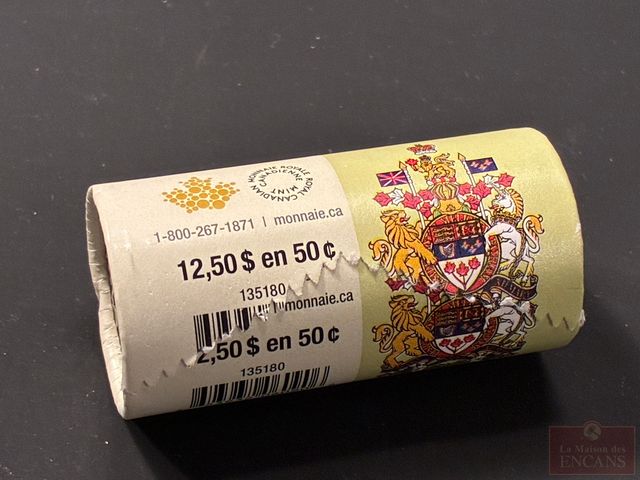 MONNAIE ROYALE CANADIENNE
ROYAL CANADIAN MINT
1-800-267-1871 | monnaie.ca
12,50 $ en 50 ¢
135180
monnaie.ca
2,50 $ en 50 ¢
135180
La Maison des
ENCANS